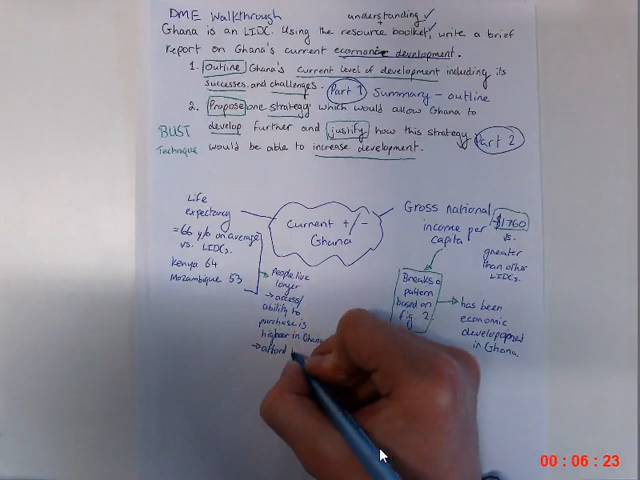 DME Walkthrough
understanding ✓
Ghana is an LIDC. Using the resource booklet, write a brief
report on Ghana's current economic development.
1. Outline Ghana's current level of development including its
successes and challenges. Part 1 Summary - outline
2. Propose one strategy which would allow Ghana to
develop further and justify how this strategy
would be able to increase development.
Part 2
BUST
Technique
Life
expectancy
= 66 y/o on average
vs. LIDCs.
Kenya 64
Mozambique 53
People live
longer
→ access/
ability to
purchase is
higher in Ghana
→ afford
Current +/-
Ghana
Gross national
income per
capita
$1760
vs.
greater
than other
LIDCs.
Breaks a
pattern
based on
fig. 2.
has been
economic
development
in Ghana.
00 : 06 : 23